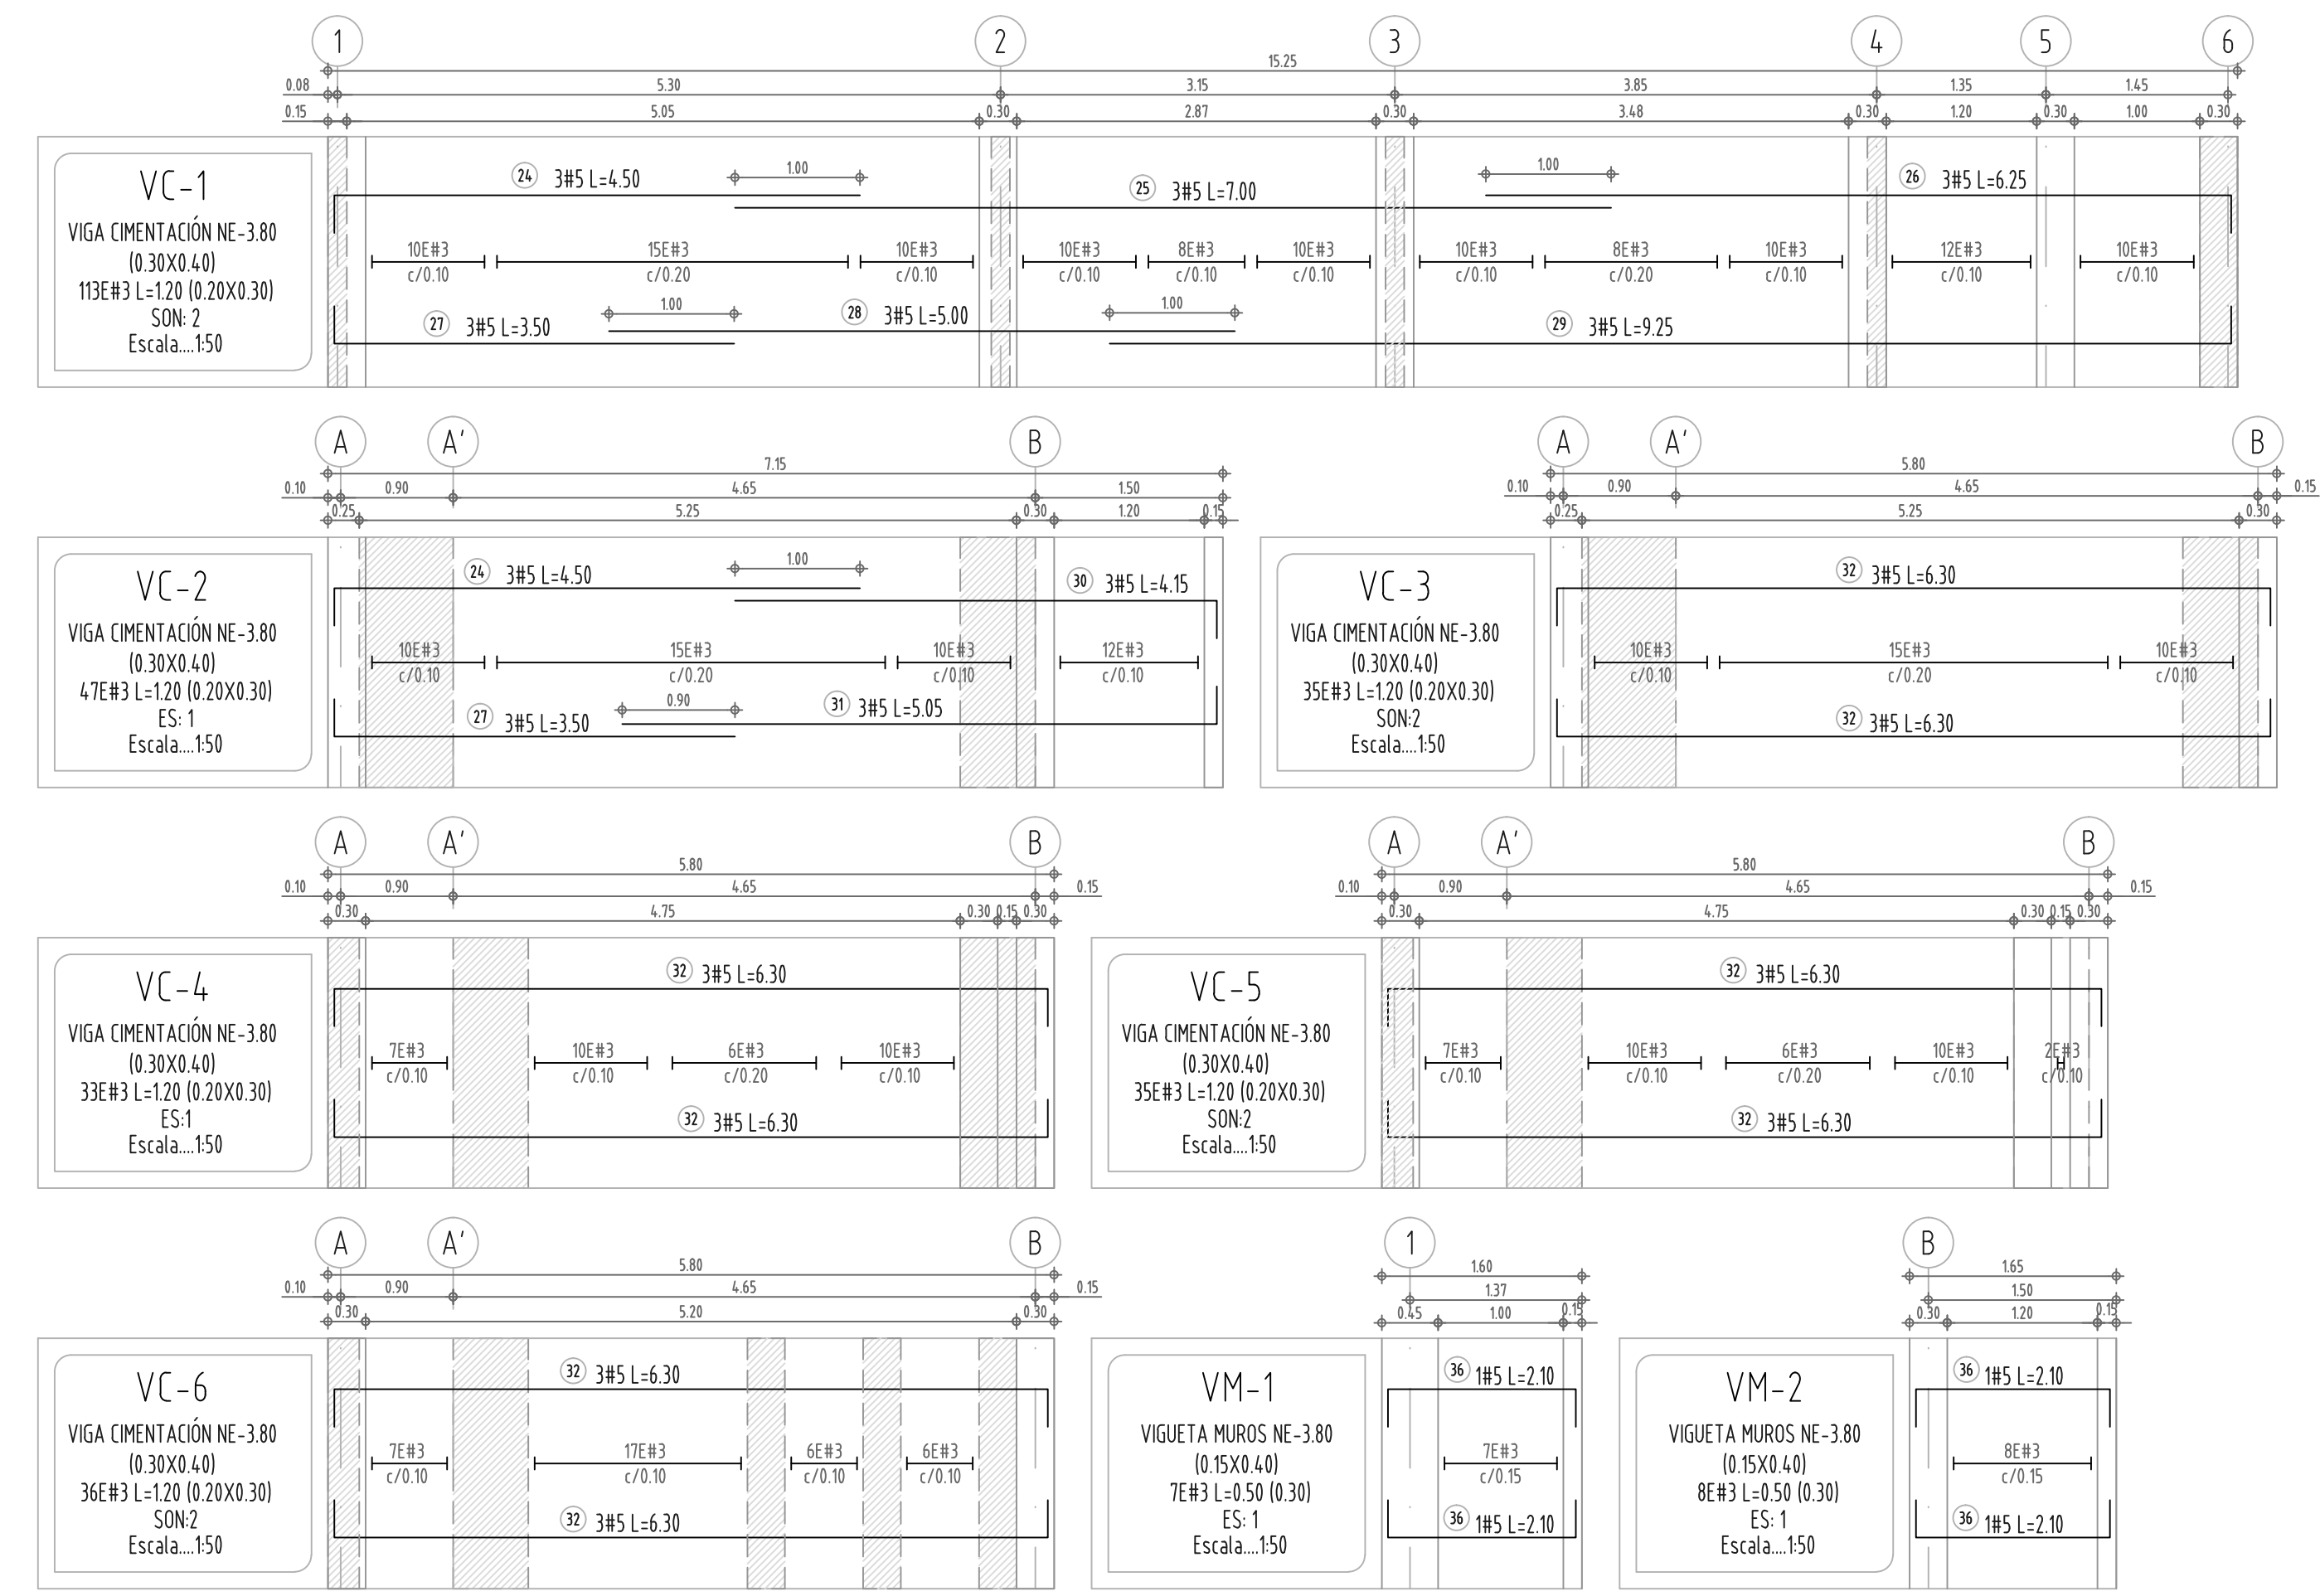 1 2 3 4 5 6
15.25
0.08 5.30 3.15 3.85 1.35 1.45
0.15 5.05 0.30 2.87 0.30 3.48 0.30 1.20 0.30 1.00 0.30
VC-1
VIGA CIMENTACIÓN NE-3.80
(0.30X0.40)
113E#3 L=1.20 (0.20X0.30)
SON: 2
Escala....1:50
24 3#5 L=4.50 1.00 25 3#5 L=7.00 1.00 26 3#5 L=6.25
10E#3 15E#3 10E#3 10E#3 8E#3 10E#3 10E#3 8E#3 10E#3 12E#3 10E#3
c/0.10 c/0.20 c/0.10 c/0.10 c/0.10 c/0.10 c/0.10 c/0.20 c/0.10 c/0.10 c/0.10
27 3#5 L=3.50 1.00 28 3#5 L=5.00 1.00 29 3#5 L=9.25
A A' B
7.15
0.10 0.90 4.65 1.50
0.25 5.25 0.30 1.20 0.15
VC-2
VIGA CIMENTACIÓN NE-3.80
(0.30X0.40)
47E#3 L=1.20 (0.20X0.30)
ES: 1
Escala....1:50
24 3#5 L=4.50 1.00 30 3#5 L=4.15
10E#3 15E#3 10E#3 12E#3
c/0.10 c/0.20 c/0.10 c/0.10
27 3#5 L=3.50 0.90 31 3#5 L=5.05
A A' B
5.80
0.10 0.90 4.65 0.15
0.25 5.25 0.30
VC-3
VIGA CIMENTACIÓN NE-3.80
(0.30X0.40)
35E#3 L=1.20 (0.20X0.30)
SON:2
Escala....1:50
32 3#5 L=6.30
10E#3 15E#3 10E#3
c/0.10 c/0.20 c/0.10
32 3#5 L=6.30
A A' B
5.80
0.10 0.90 4.65 0.15
0.30 4.75 0.30 0.15 0.30
VC-4
VIGA CIMENTACIÓN NE-3.80
(0.30X0.40)
33E#3 L=1.20 (0.20X0.30)
ES:1
Escala....1:50
32 3#5 L=6.30
7E#3 10E#3 6E#3 10E#3
c/0.10 c/0.10 c/0.20 c/0.10
32 3#5 L=6.30
A A' B
5.80
0.10 0.90 4.65 0.15
0.30 4.75 0.30 0.15 0.30
VC-5
VIGA CIMENTACIÓN NE-3.80
(0.30X0.40)
35E#3 L=1.20 (0.20X0.30)
SON:2
Escala....1:50
32 3#5 L=6.30
7E#3 10E#3 6E#3 10E#3 2E#3
c/0.10 c/0.10 c/0.20 c/0.10 c/0.10
32 3#5 L=6.30
A A' B
5.80
0.10 0.90 4.65 0.15
0.30 5.20 0.30
VC-6
VIGA CIMENTACIÓN NE-3.80
(0.30X0.40)
36E#3 L=1.20 (0.20X0.30)
SON:2
Escala....1:50
32 3#5 L=6.30
7E#3 17E#3 6E#3 6E#3
c/0.10 c/0.10 c/0.10 c/0.10
32 3#5 L=6.30
1
1.60
1.37
0.45 1.00 0.15
VM-1
VIGUETA MUROS NE-3.80
(0.15X0.40)
7E#3 L=0.50 (0.30)
ES: 1
Escala....1:50
36 1#5 L=2.10
7E#3
c/0.15
36 1#5 L=2.10
B
1.65
1.50
0.30 1.20 0.15
VM-2
VIGUETA MUROS NE-3.80
(0.15X0.40)
8E#3 L=0.50 (0.30)
ES: 1
Escala....1:50
36 1#5 L=2.10
8E#3
c/0.15
36 1#5 L=2.10